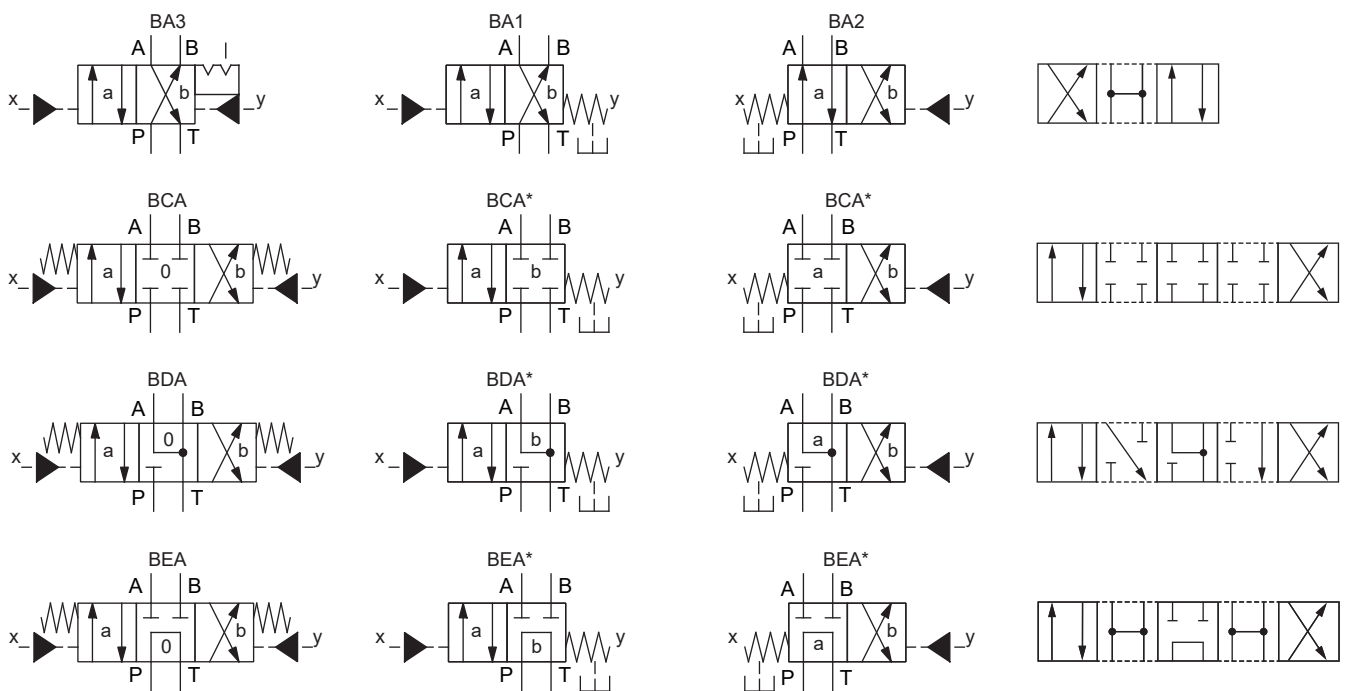 BA3 BA1 BA2
A B A B A B
x a b y x a b y x a b y
P T P T P T
BCA BCA* BCA*
A B A B A B
x a 0 b y x a b y x a b y
P T P T P T
BDA BDA* BDA*
A B A B A B
x a 0 b y x a b y x a b y
P T P T P T
BEA BEA* BEA*
A B A B A B
x a 0 b y x a b y x a b y
P T P T P T